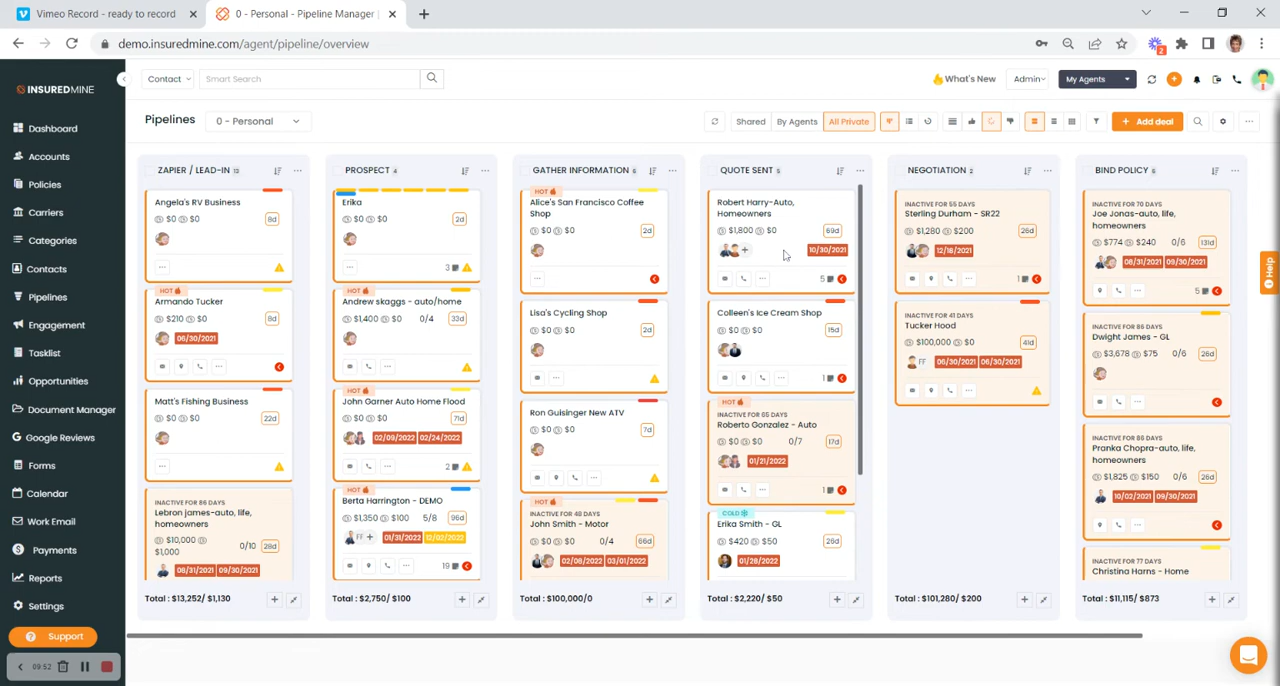 Vimeo Record - ready to record
0 - Personal - Pipeline Manager |
demo.insuredmine.com/agent/pipeline/overview
INSUREDMINE
Contact
Smart Search
What's New
Admin
My Agents
Dashboard
Accounts
Policies
Carriers
Categories
Contacts
Pipelines
Engagement
Tasklist
Opportunities
Document Manager
Google Reviews
Forms
Calendar
Work Email
Payments
Reports
Settings
Support
09:52
Pipelines
0 - Personal
Shared
By Agents
All Private
+ Add deal
ZAPIER / LEAD-IN 13
Angela's RV Business
$0 $0
8d
HOT
Armando Tucker
$210 $0
8d
06/30/2021
Matt's Fishing Business
$0 $0
22d
INACTIVE FOR 86 DAYS
Lebron james-auto, life,
homeowners
$10,000
$1,000
0/10 28d
08/31/2021 09/30/2021
Total : $13,252/ $1,130
PROSPECT 4
Erika
$0 $0
2d
3
HOT
Andrew skaggs - auto/home
$1,400 $0 0/4 33d
HOT
John Garner Auto Home Flood
$0 $0
71d
02/09/2022 02/24/2022
2
HOT
Berta Harrington - DEMO
$1,350 $100 5/8 96d
FF + 01/31/2022 12/02/2022
19
Total : $2,750/ $100
GATHER INFORMATION 6
HOT
Alice's San Francisco Coffee
Shop
$0 $0
2d
Lisa's Cycling Shop
$0 $0
2d
Ron Guisinger New ATV
$0 $0
7d
HOT
INACTIVE FOR 48 DAYS
John Smith - Motor
$0 $0 0/4 66d
02/08/2022 03/01/2022
Total : $100,000/0
QUOTE SENT 5
Robert Harry-Auto,
Homeowners
$1,800 $0
69d
10/30/2021
5
Colleen's Ice Cream Shop
$0 $0
15d
1
HOT
INACTIVE FOR 65 DAYS
Roberto Gonzalez - Auto
$0 $0 0/7 17d
01/21/2022
1
COLD
Erika Smith - GL
$420 $50
26d
01/28/2022
Total : $2,220/ $50
NEGOTIATION 2
INACTIVE FOR 55 DAYS
Sterling Durham - SR22
$1,280 $200
26d
12/18/2021
1
INACTIVE FOR 41 DAYS
Tucker Hood
$100,000 $0
41d
FF 06/30/2021 06/30/2021
Total : $101,280/ $200
BIND POLICY 6
INACTIVE FOR 70 DAYS
Joe Jonas-auto, life,
homeowners
$774 $240 0/6 131d
08/31/2021 09/30/2021
5
INACTIVE FOR 86 DAYS
Dwight James - GL
$3,678 $75 0/6 26d
INACTIVE FOR 86 DAYS
Pranka Chopra-auto, life,
homeowners
$1,825 $150 0/6 26d
10/02/2021 09/30/2021
INACTIVE FOR 77 DAYS
Christina Harns - Home
Total : $11,115/ $873
Help